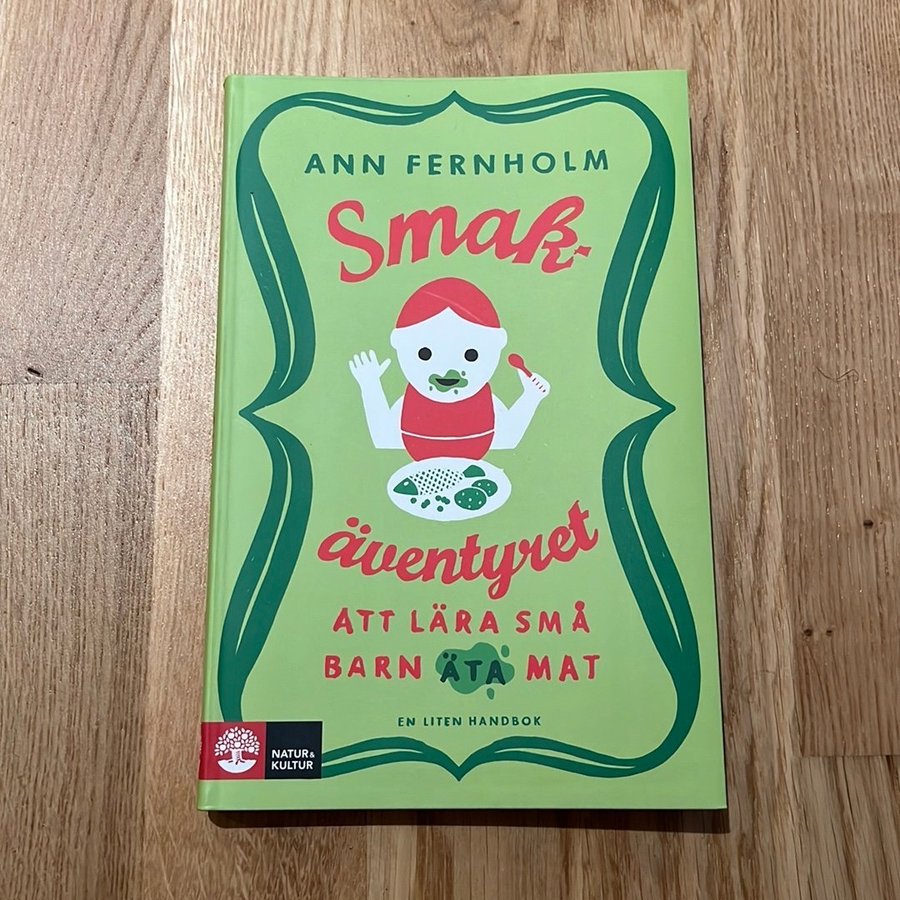 ANN FERNHOLM
Smak-
äventyret
ATT LÄRA SMÅ
BARN ÄTA MAT
EN LITEN HANDBOK
NATUR &
KULTUR